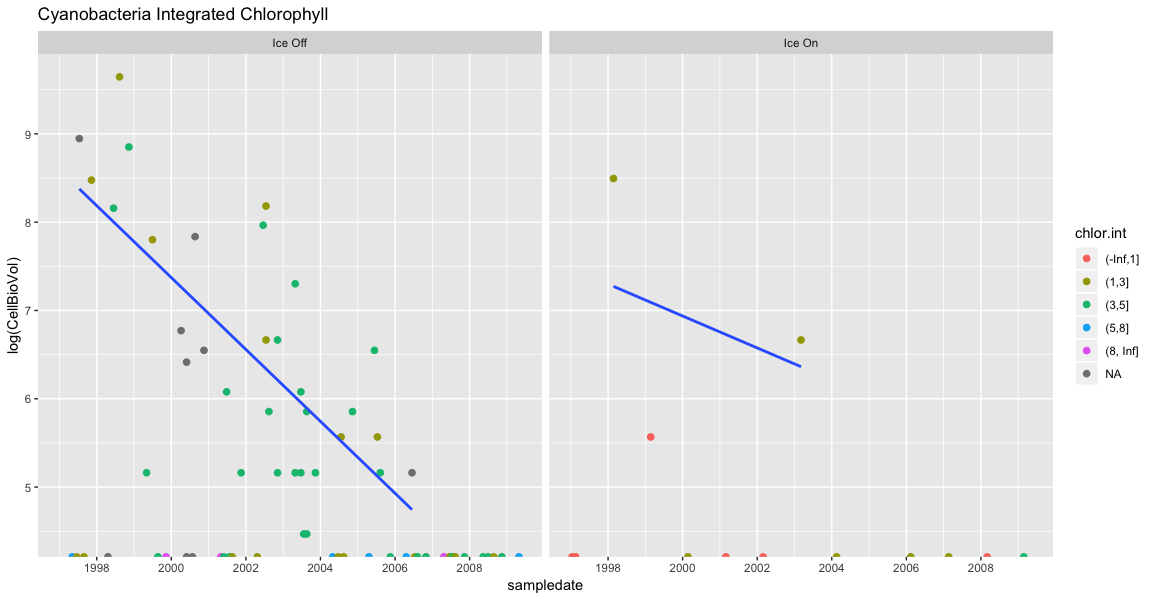 Cyanobacteria Integrated Chlorophyll
Ice Off
Ice On
log(CellBioVol)
9
8
7
6
5
1998 2000 2002 2004 2006 2008
1998 2000 2002 2004 2006 2008
sampledate
chlor.int
(-Inf,1]
(1,3]
(3,5]
(5,8]
(8, Inf]
NA